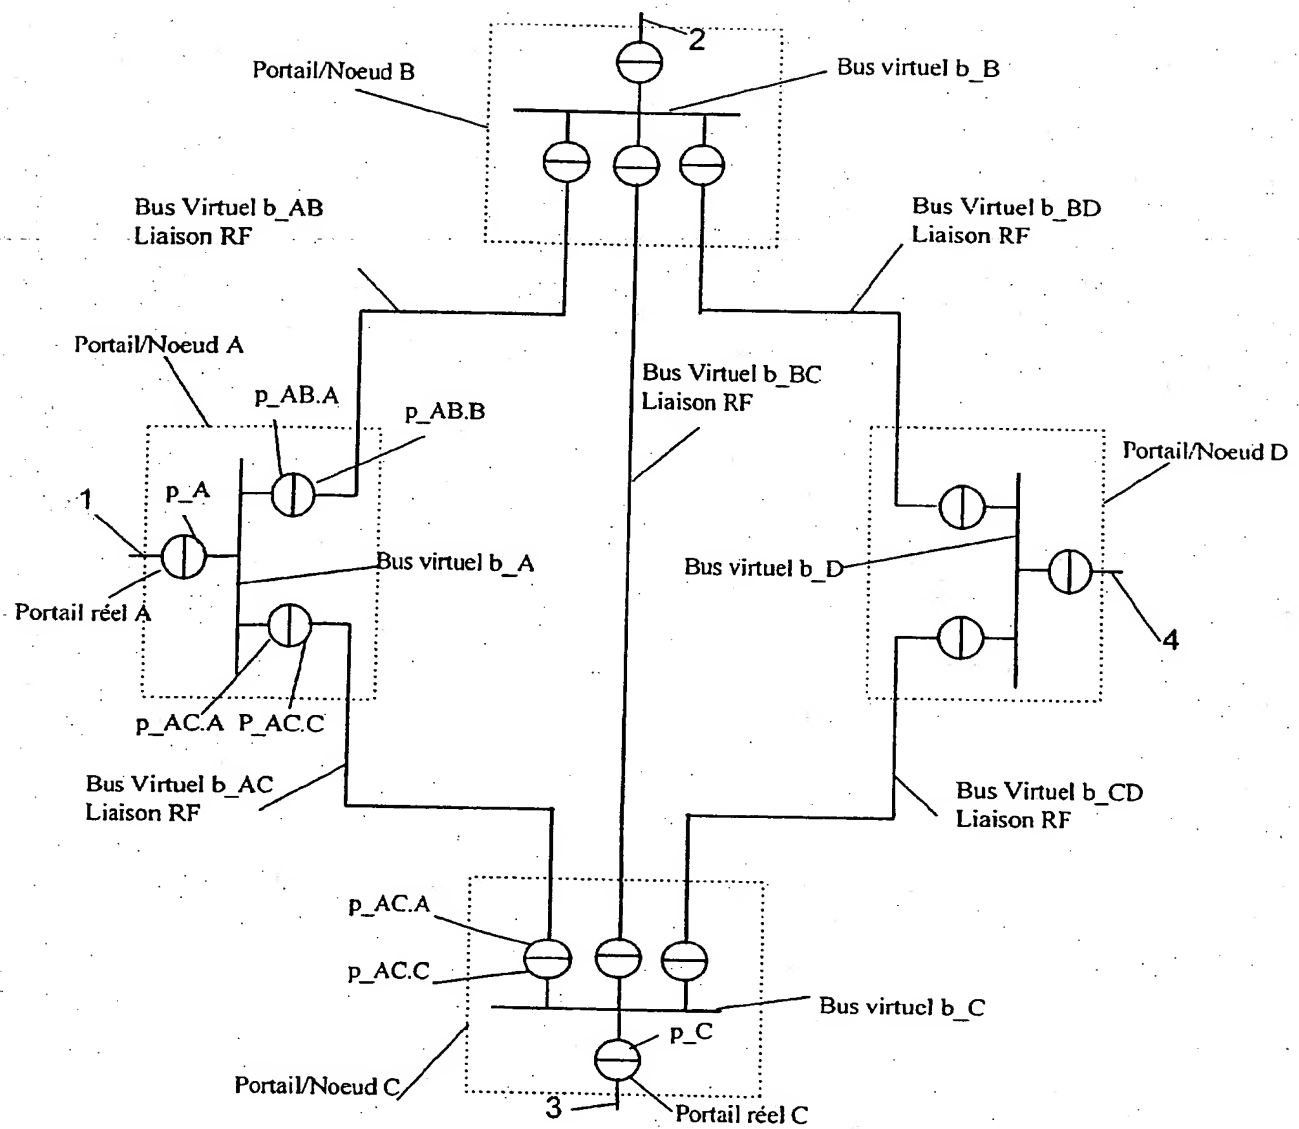 2
Portail/Noeud B
Bus virtuel b_B
Bus Virtuel b_AB
Liaison RF
Bus Virtuel b_BD
Liaison RF
Portail/Noeud A
p_AB.A
p_AB.B
Bus Virtuel b_BC
Liaison RF
Portail/Noeud D
1
p_A
Bus virtuel b_A
Bus virtuel b_D
Portail réel A
4
p_AC.A
P_AC.C
Bus Virtuel b_AC
Liaison RF
Bus Virtuel b_CD
Liaison RF
p_AC.A
p_AC.C
Bus virtuel b_C
p_C
Portail/Noeud C
3
Portail réel C